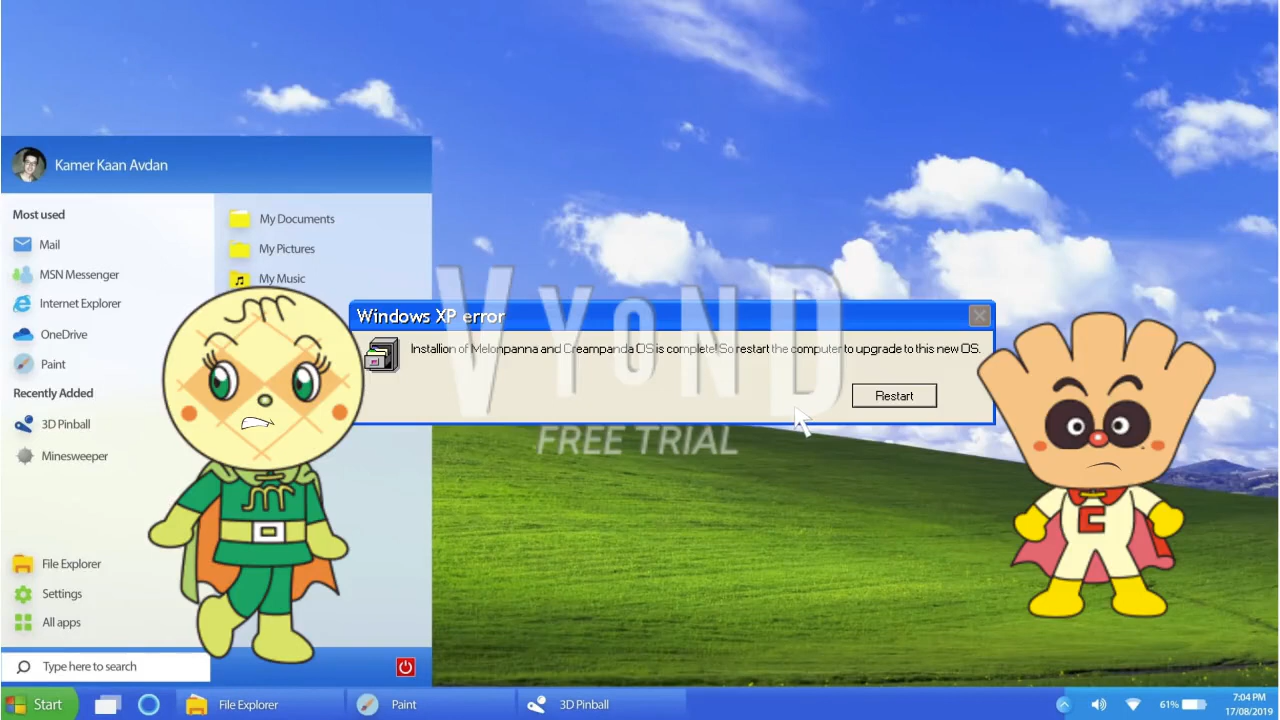 Kamer Kaan Avdan
Most used
Mail
MSN Messenger
Internet Explorer
OneDrive
Paint
Recently Added
3D Pinball
Minesweeper
File Explorer
Settings
All apps
Type here to search
My Documents
My Pictures
My Music
Windows XP error
Installion of Melonpanna and Creampanda OS is complete!So restart the computer to upgrade to this new OS.
Restart
VYOND
FREE TRIAL
m
C
Start
File Explorer
Paint
3D Pinball
61%
7:04 PM
17/08/2019